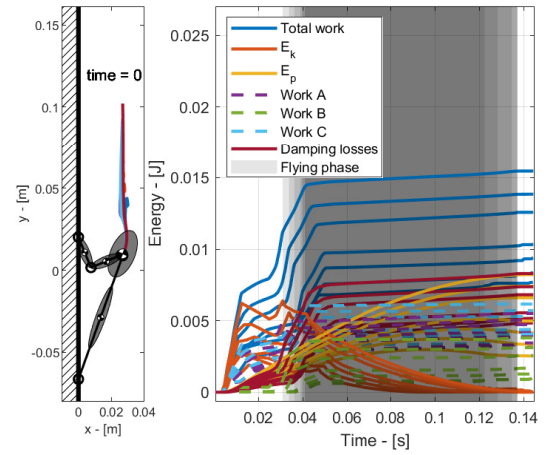 time = 0
0.15
0.1
0.05
0
-0.05
y - [m]
0
0.02
0.04
x - [m]
0.025
0.02
0.015
0.01
0.005
0
Energy - [J]
Total work
E_k
E_p
Work A
Work B
Work C
Damping losses
Flying phase
0.02
0.04
0.06
0.08
0.1
0.12
0.14
Time - [s]